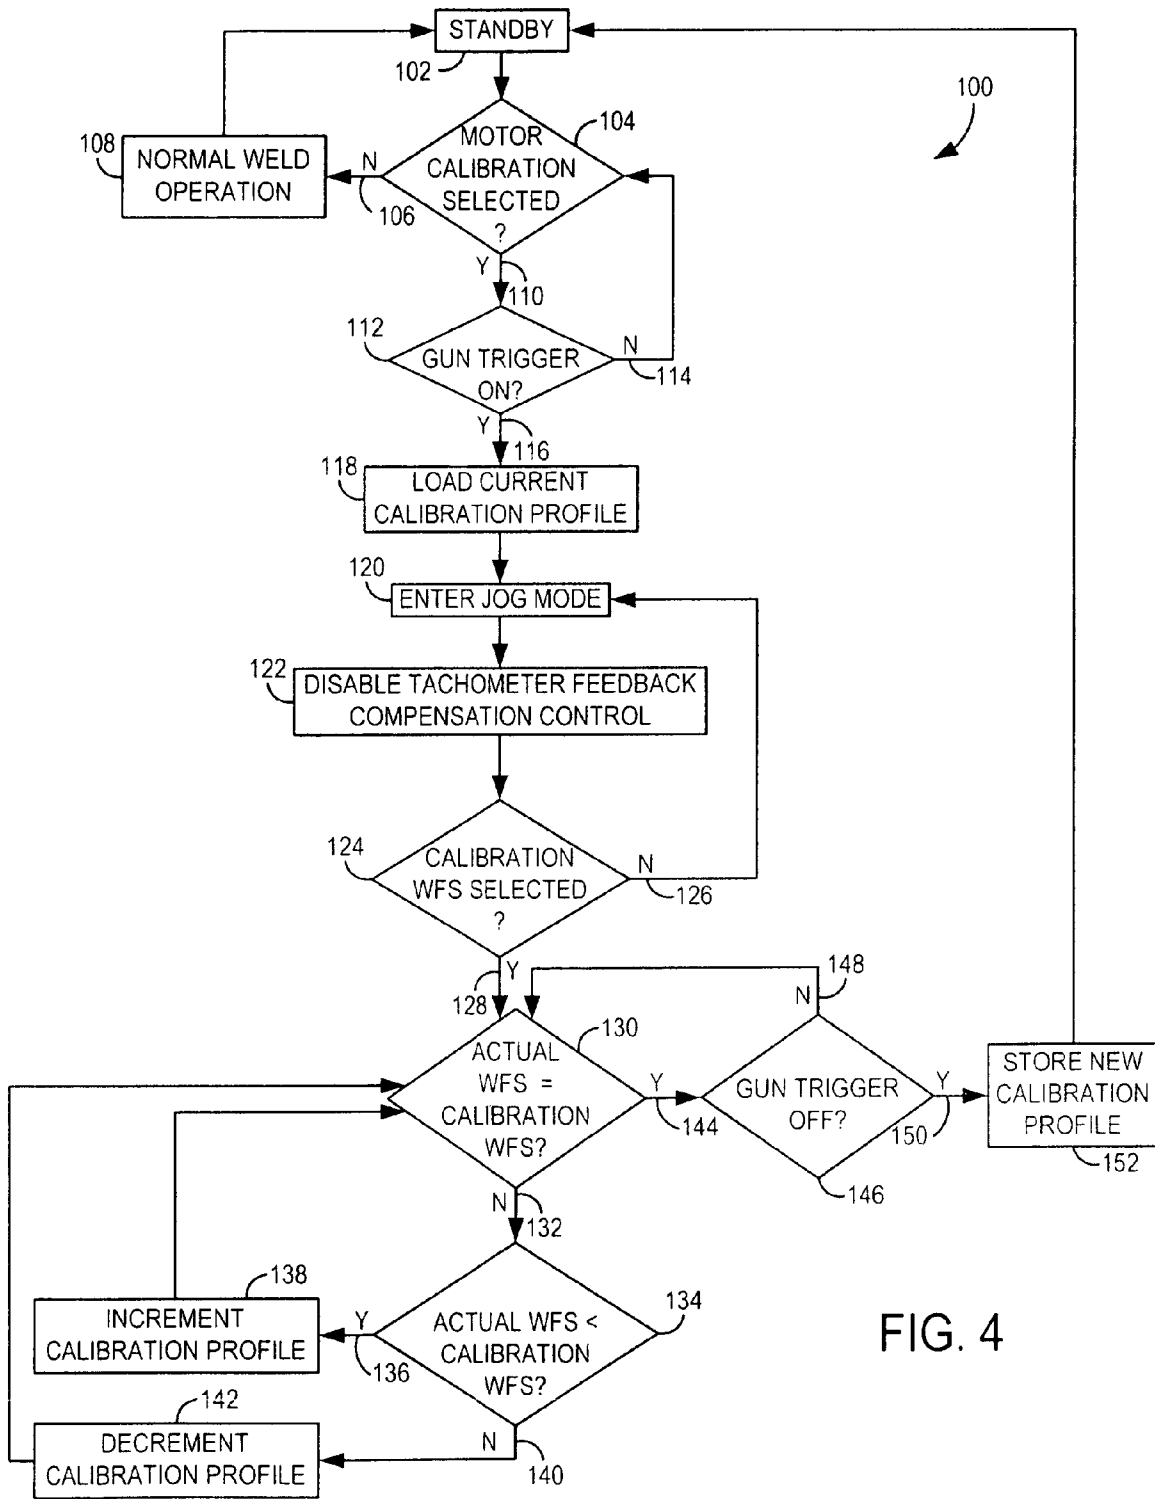 STANDBY
102
100
104
MOTOR
CALIBRATION
SELECTED
?
N
106
108
NORMAL WELD
OPERATION
Y
110
112
GUN TRIGGER
ON?
N
114
Y
116
118
LOAD CURRENT
CALIBRATION PROFILE
120
ENTER JOG MODE
122
DISABLE TACHOMETER FEEDBACK
COMPENSATION CONTROL
124
CALIBRATION
WFS SELECTED
?
N
126
Y
128
130
ACTUAL
WFS =
CALIBRATION
WFS?
Y
144
148
N
GUN TRIGGER
OFF?
146
Y
150
STORE NEW
CALIBRATION
PROFILE
152
N
132
134
ACTUAL WFS <
CALIBRATION
WFS?
Y
136
138
INCREMENT
CALIBRATION PROFILE
N
140
142
DECREMENT
CALIBRATION PROFILE
FIG. 4